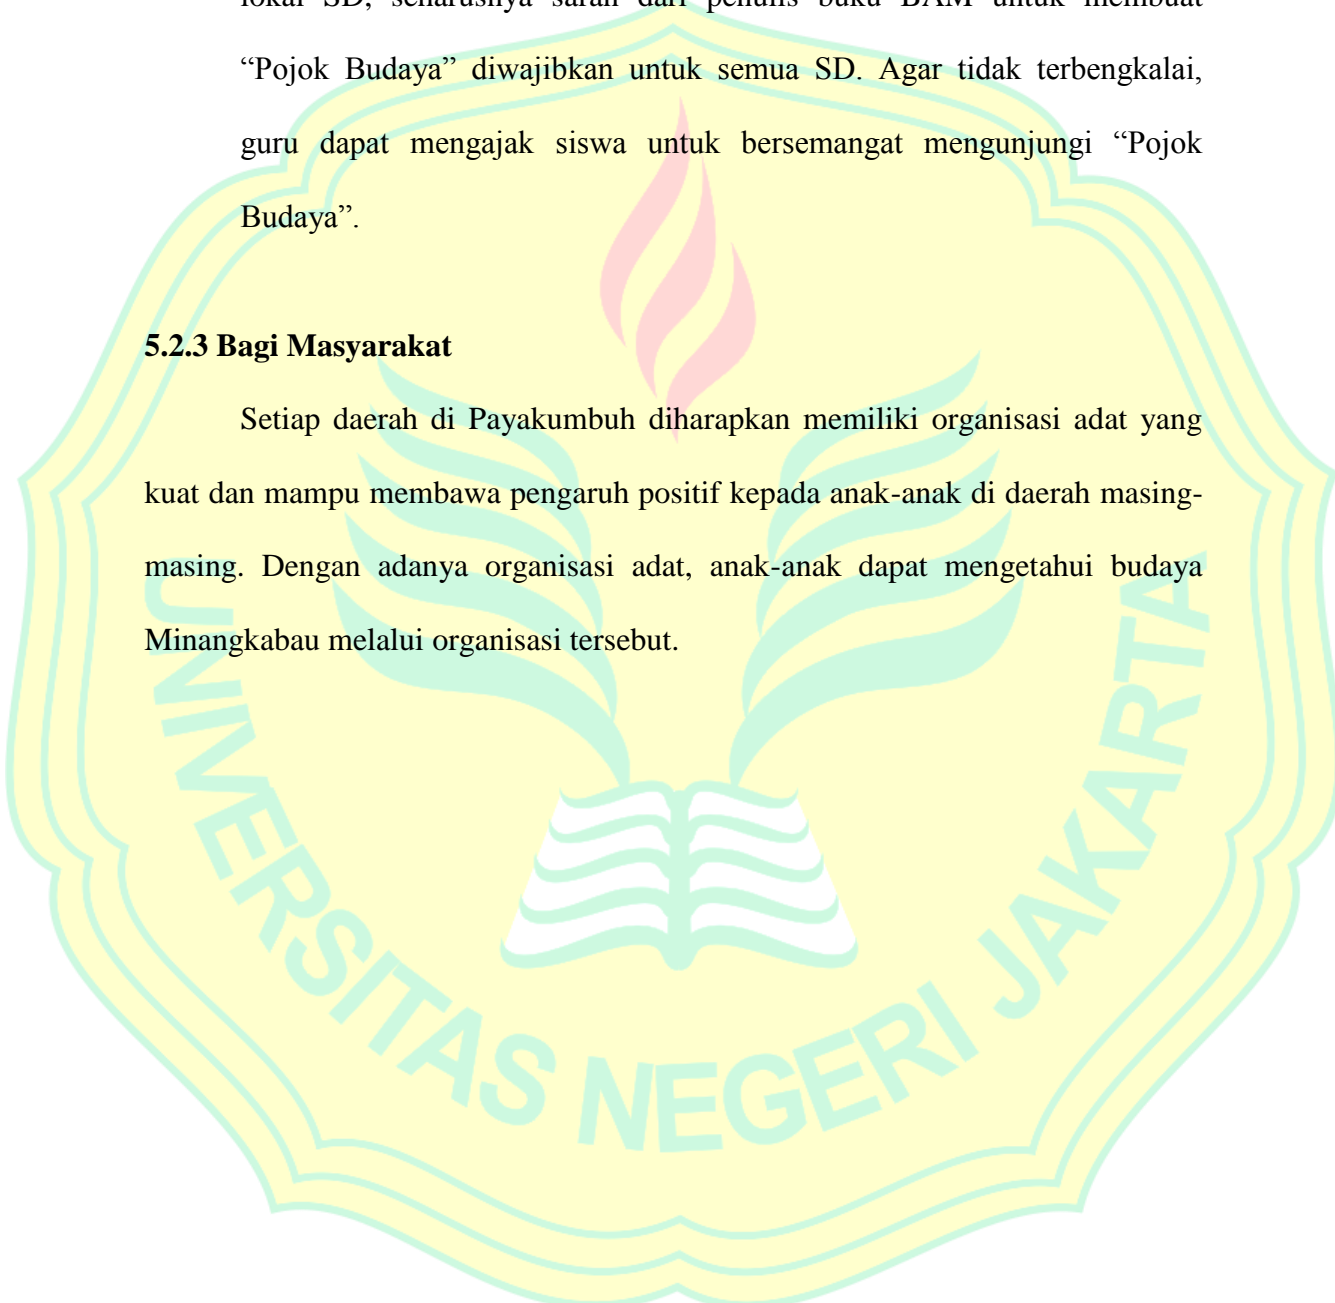 lokal SD, seharusnya saran dari penulis buku BAM untuk membuat
“Pojok Budaya” diwajibkan untuk semua SD. Agar tidak terbengkalai,
guru dapat mengajak siswa untuk bersemangat mengunjungi “Pojok
Budaya”.
5.2.3 Bagi Masyarakat
Setiap daerah di Payakumbuh diharapkan memiliki organisasi adat yang
kuat dan mampu membawa pengaruh positif kepada anak-anak di daerah masing-
masing. Dengan adanya organisasi adat, anak-anak dapat mengetahui budaya
Minangkabau melalui organisasi tersebut.
UNIVERSITAS NEGERI JAKARTA